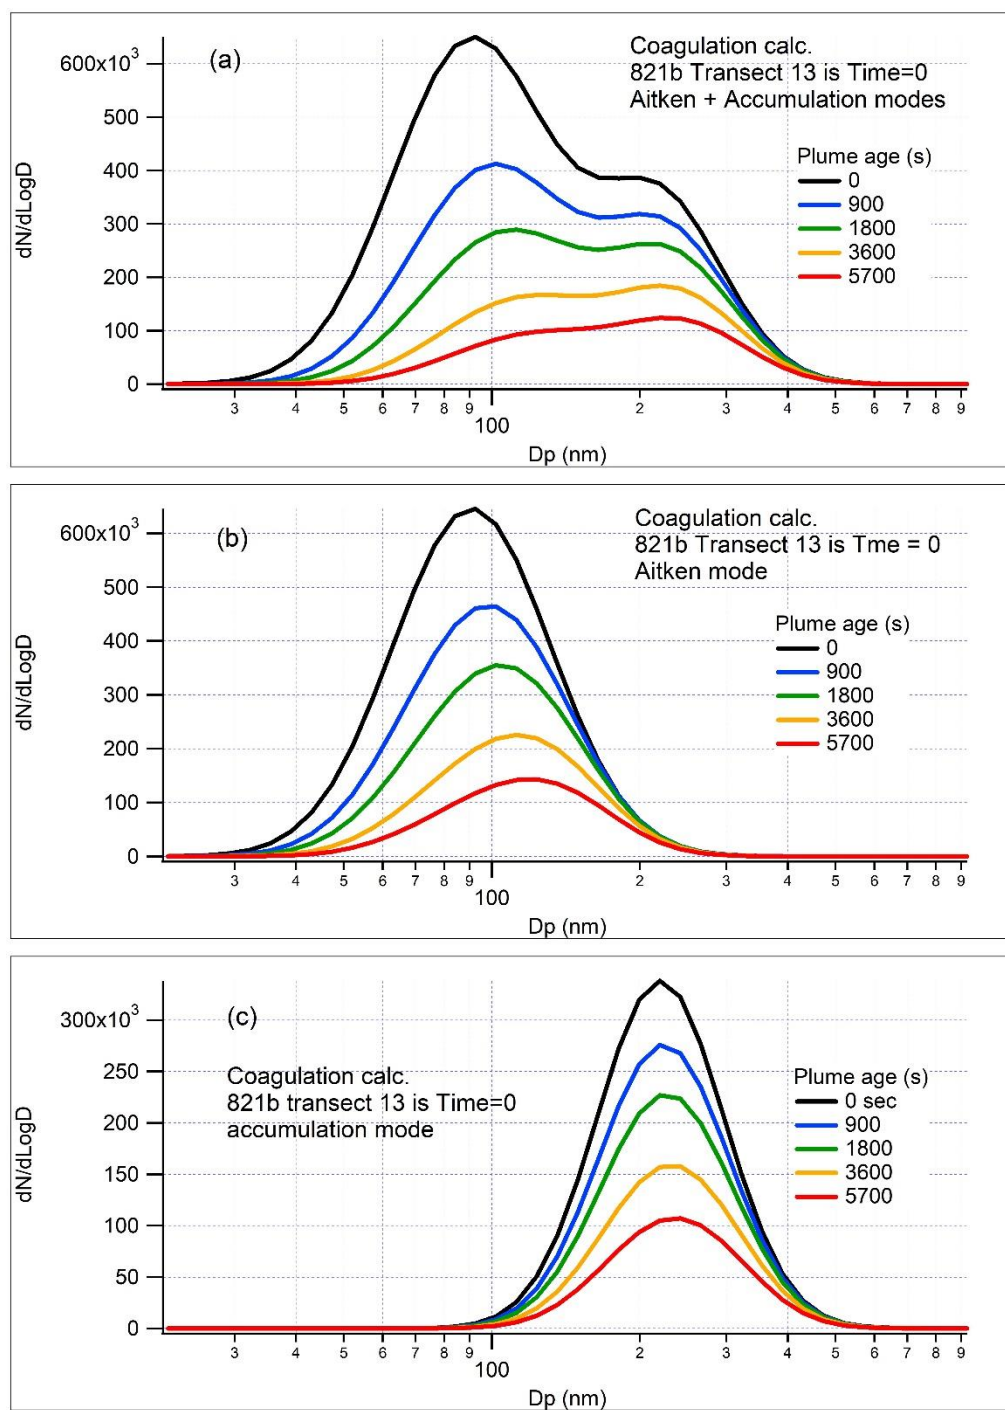 (a)
Coagulation calc.
821b Transect 13 is Time=0
Aitken + Accumulation modes
Plume age (s)
0
900
1800
3600
5700
dN/dLogD
600x10³
500
400
300
200
100
0
3 4 5 6 7 8 9 100 2 3 4 5 6 7 8 9
Dp (nm)
(b)
Coagulation calc.
821b Transect 13 is Tme = 0
Aitken mode
Plume age (s)
0
900
1800
3600
5700
dN/dLogD
600x10³
500
400
300
200
100
0
3 4 5 6 7 8 9 100 2 3 4 5 6 7 8 9
Dp (nm)
(c)
Coagulation calc.
821b transect 13 is Time=0
accumulation mode
Plume age (s)
0 sec
900
1800
3600
5700
dN/dLogD
300x10³
250
200
150
100
50
0
3 4 5 6 7 8 9 100 2 3 4 5 6 7 8 9
Dp (nm)